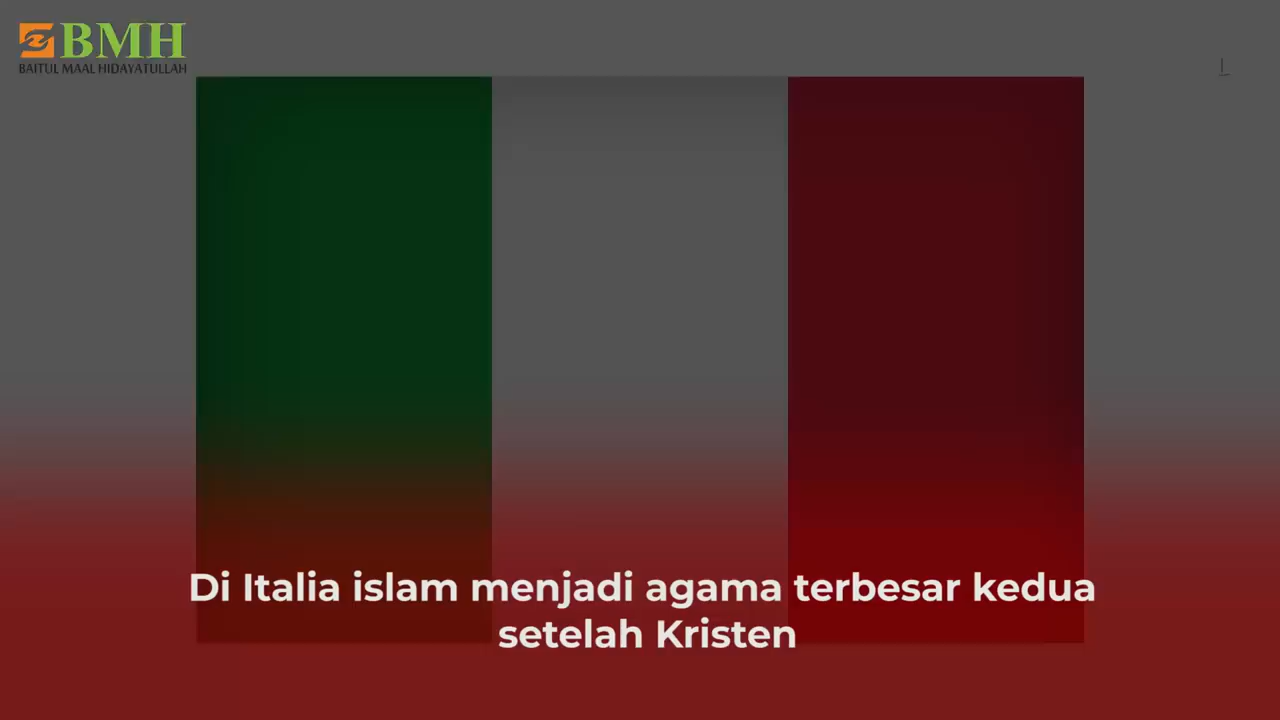 BMH
BAITUL MAAL HIDAYATULLAH
Di Italia islam menjadi agama terbesar kedua
setelah Kristen